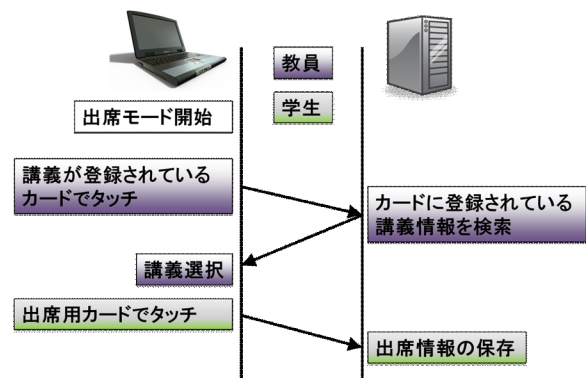 教員
学生
出席モード開始
講義が登録されている
カードでタッチ
カードに登録されている
講義情報を検索
講義選択
出席用カードでタッチ
出席情報の保存